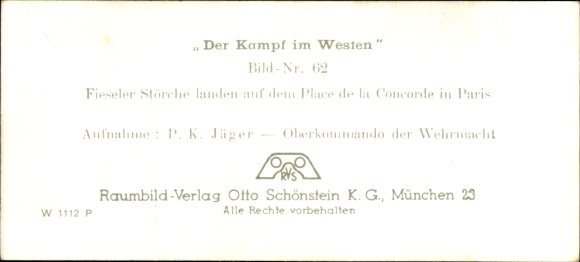 „Der Kampf im Westen“
Bild-Nr. 62
Fieseler Störche landen auf dem Place de la Concorde in Paris
Aufnahme : P. K. Jäger — Oberkommando der Wehrmacht
RVS
Raumbild-Verlag Otto Schönstein K. G., München 23
Alle Rechte vorbehalten
W 1112 P